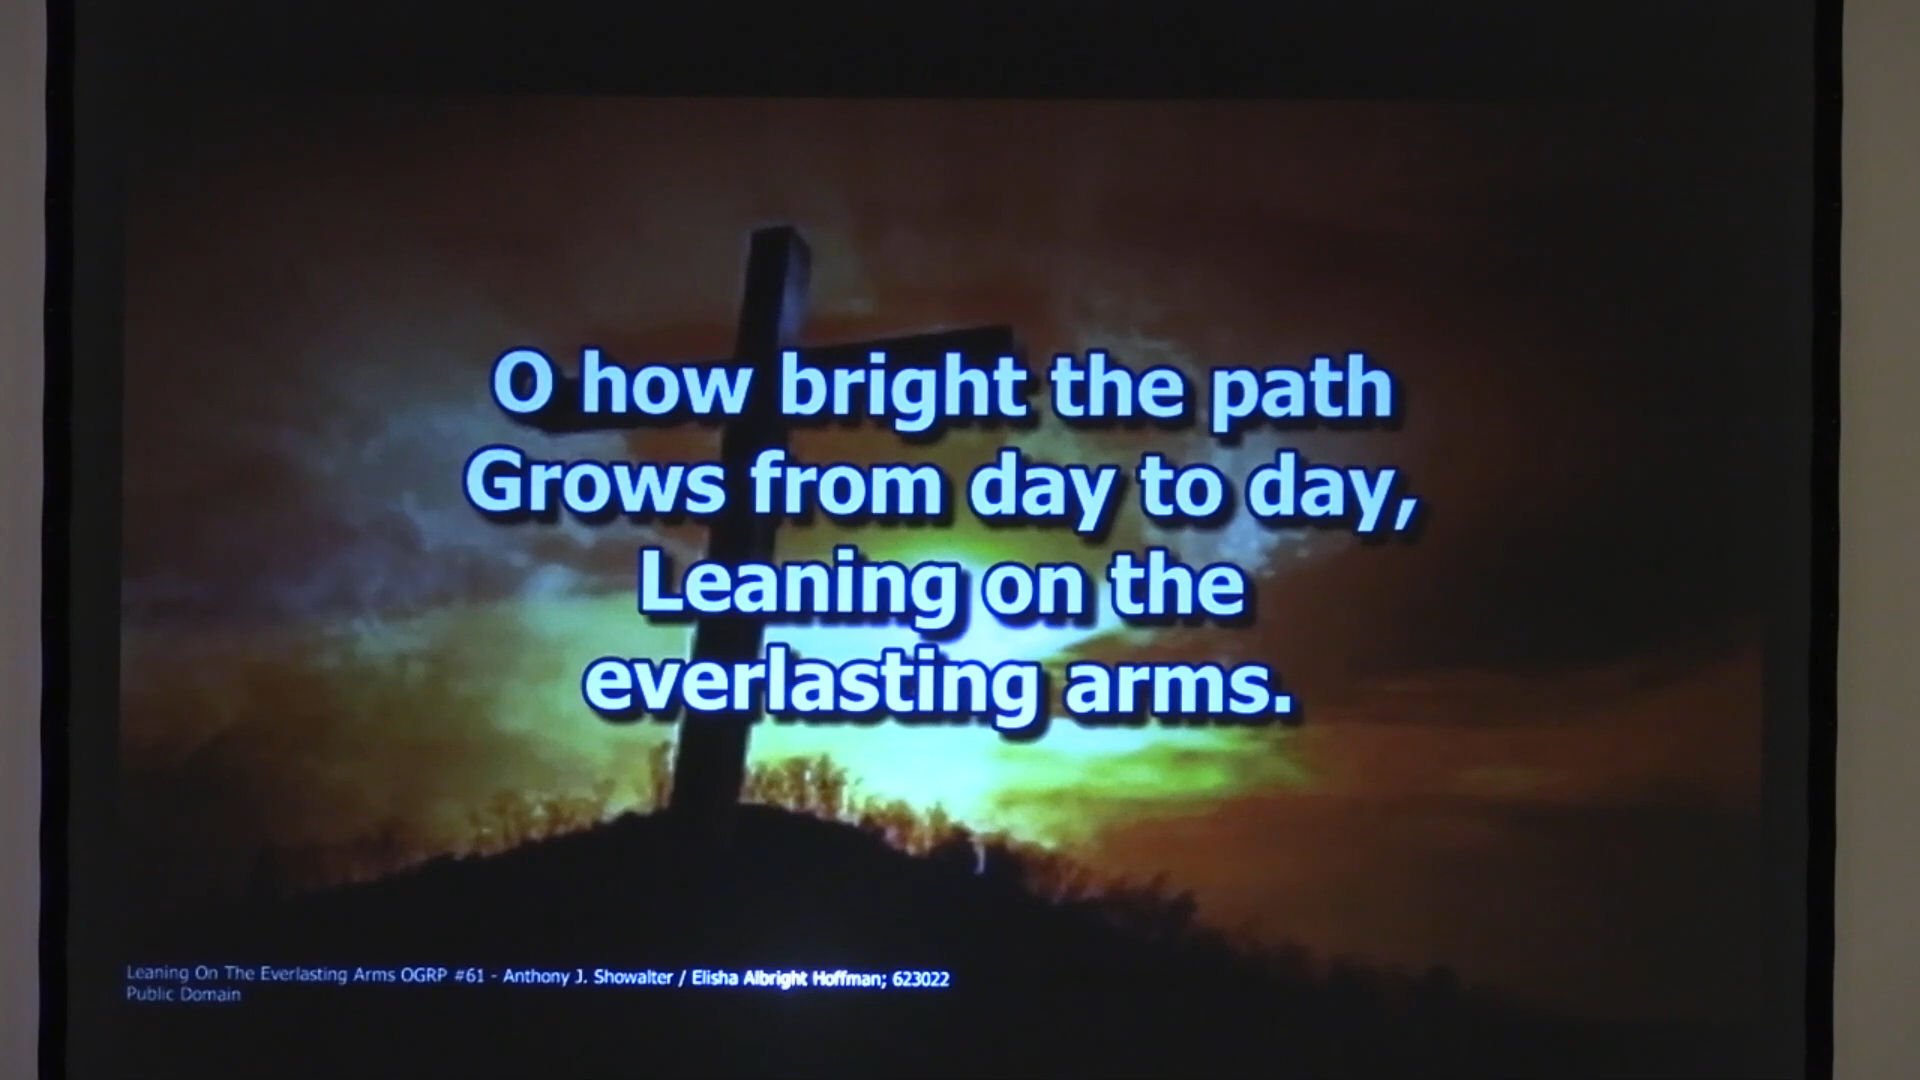 O how bright the path
Grows from day to day,
Leaning on the
everlasting arms.
Leaning On The Everlasting Arms OGRP #61 - Anthony J. Showalter / Elisha Albright Hoffman; 623022
Public Domain